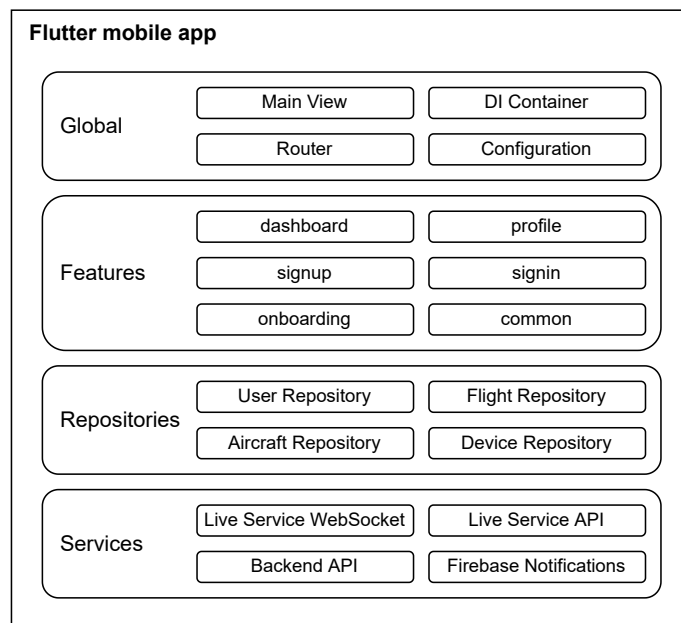 Flutter mobile app
Global
Main View
DI Container
Router
Configuration
Features
dashboard
profile
signup
signin
onboarding
common
Repositories
User Repository
Flight Repository
Aircraft Repository
Device Repository
Services
Live Service WebSocket
Live Service API
Backend API
Firebase Notifications